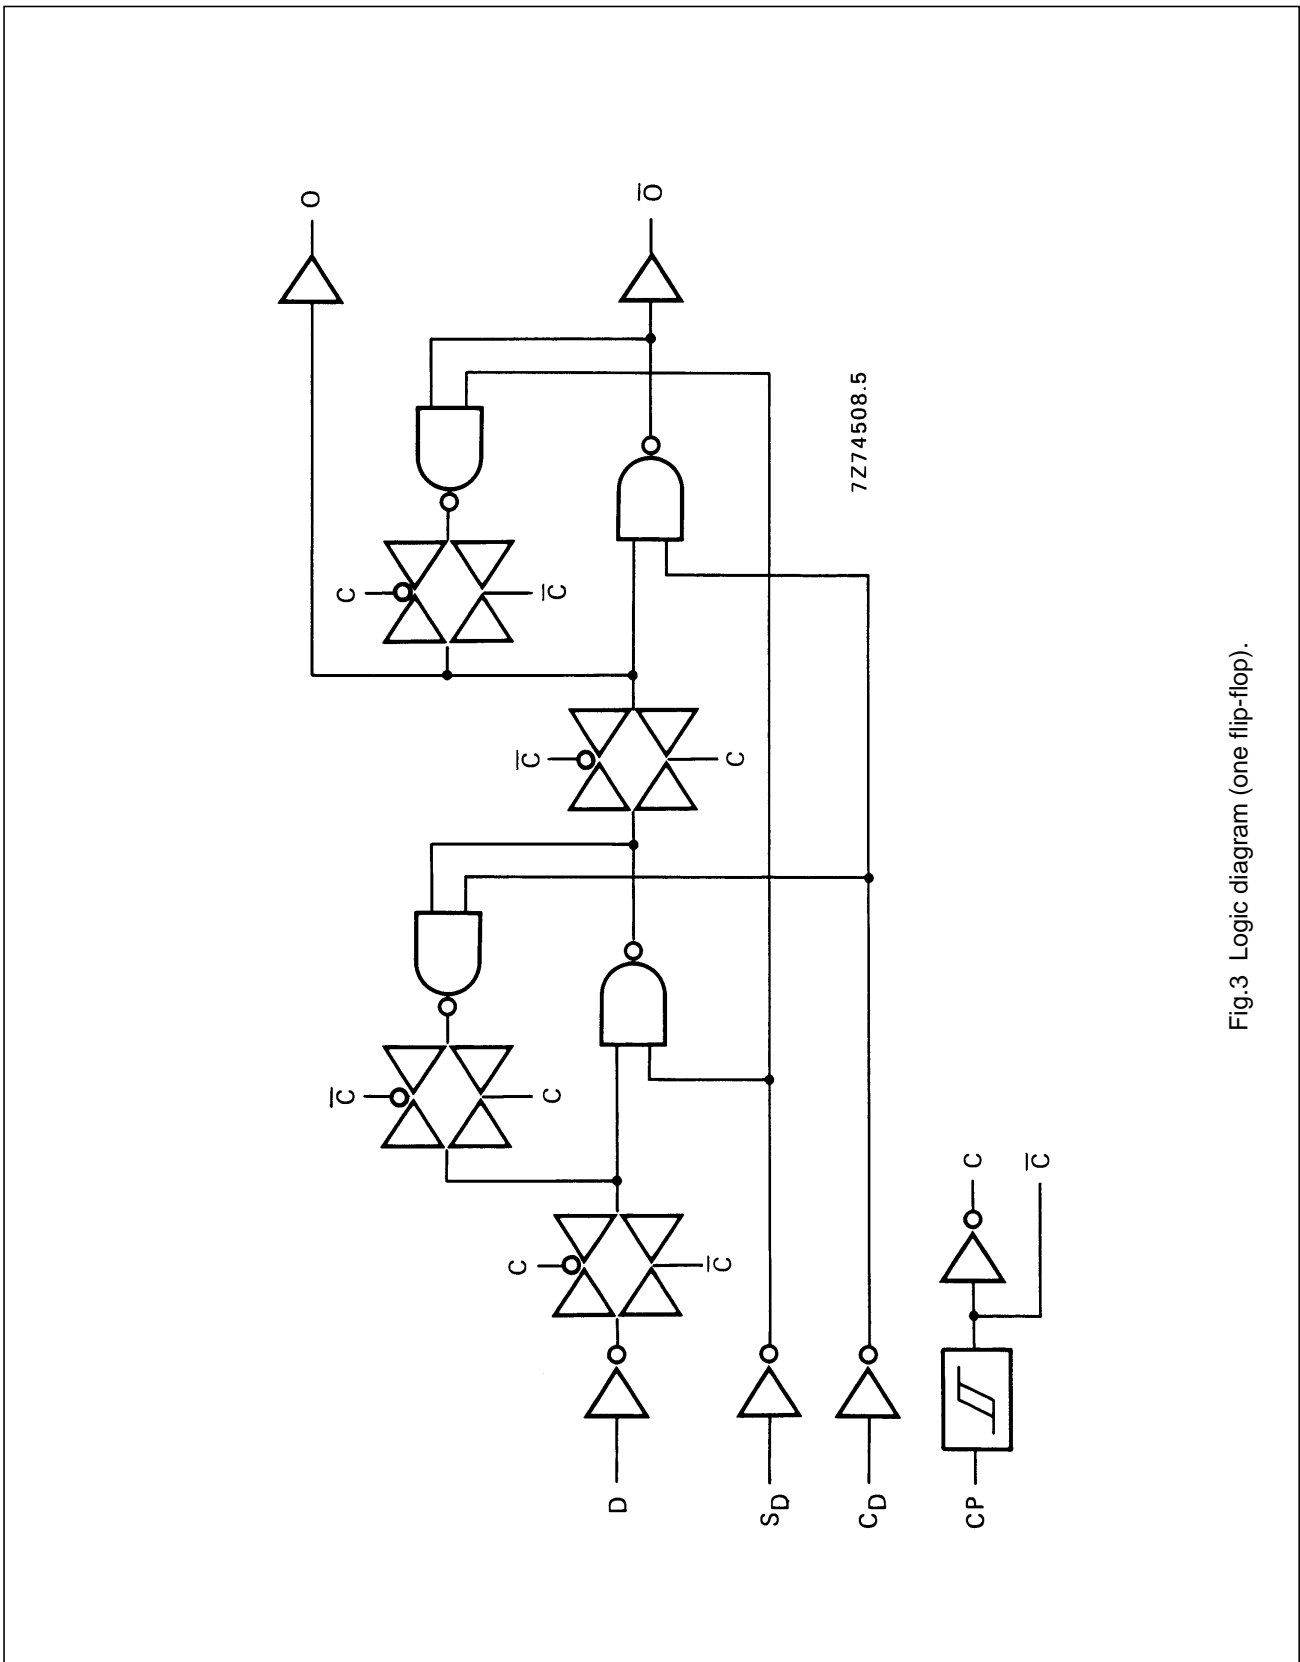 O
O̅
C
C̅
C̅
C
C̅
C
C
C̅
D
S_D
C_D
CP
C
C̅
7Z74508.5
Fig.3 Logic diagram (one flip-flop).